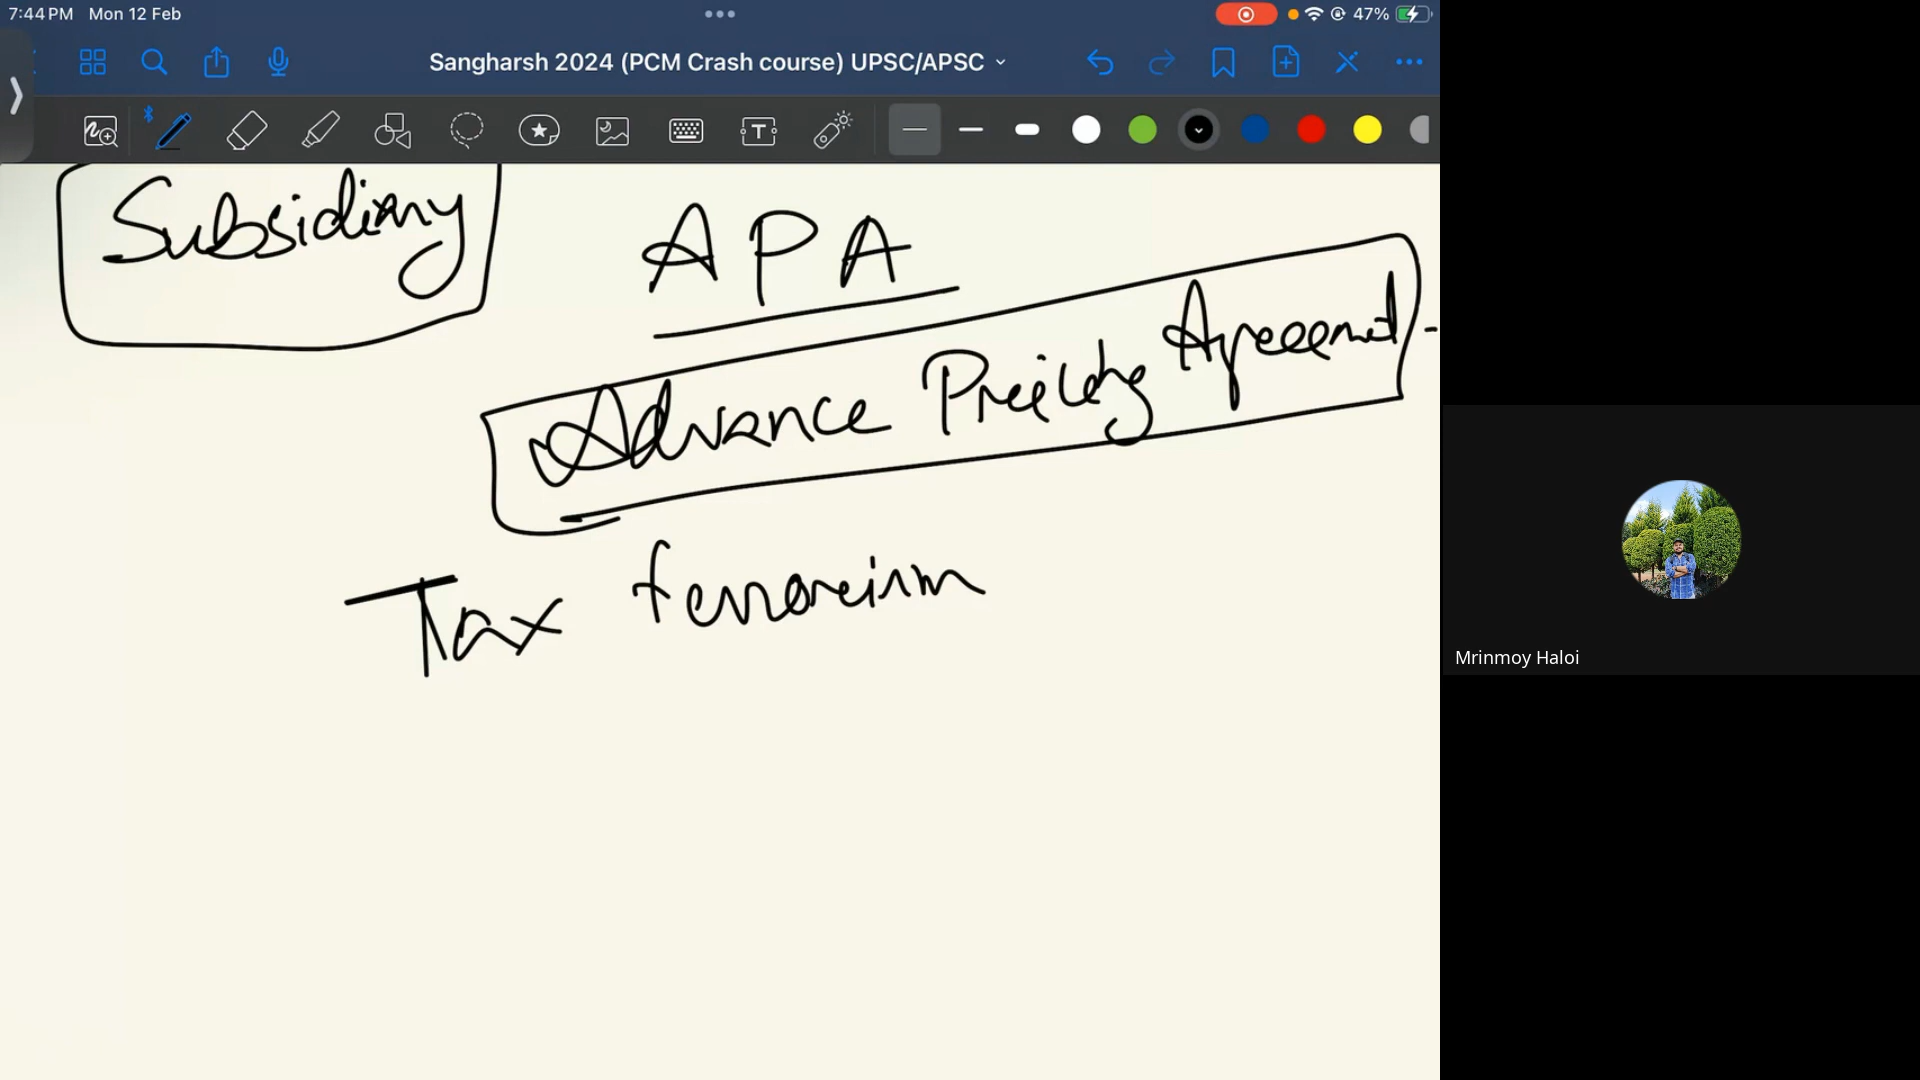 7:44 PM Mon 12 Feb
47%
Sangharsh 2024 (PCM Crash course) UPSC/APSC
T
Subsidiary
APA
Advance Pricing Agreement
Tax terrorism
Mrinmoy Haloi